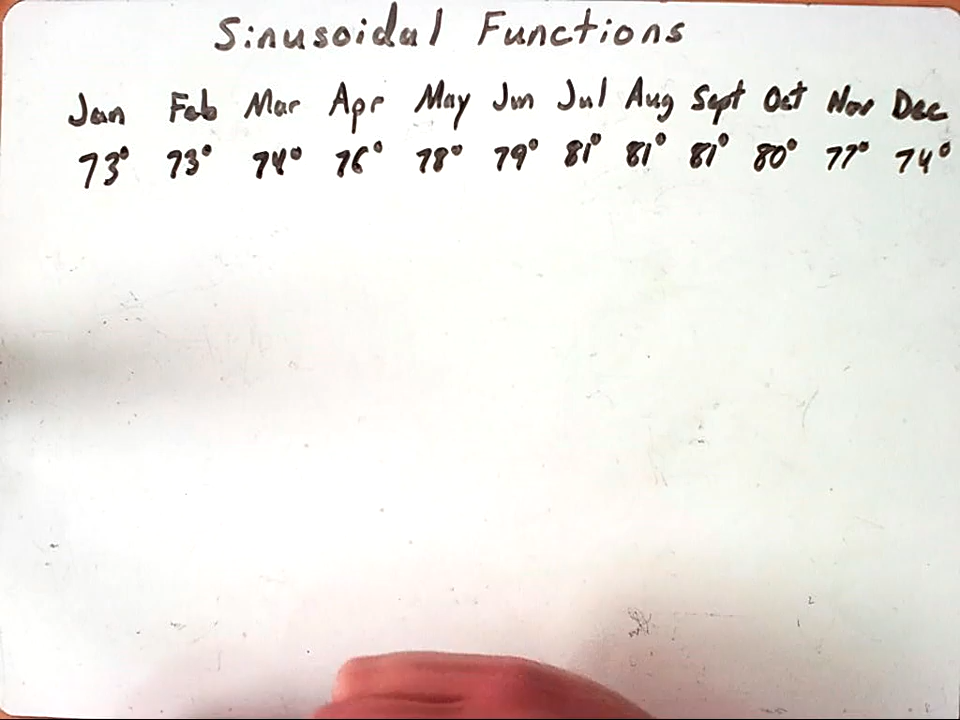 Sinusoidal Functions
Jan Feb Mar Apr May Jun Jul Aug Sept Oct Nov Dec
73° 73° 74° 76° 78° 79° 81° 81° 81° 80° 77° 74°